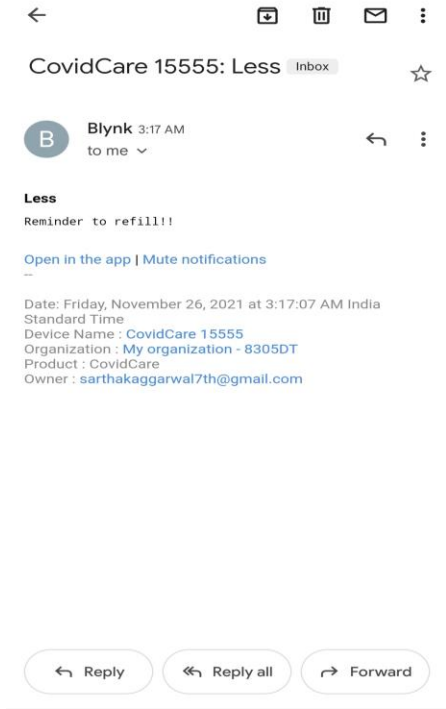 CovidCare 15555: Less Inbox
B
Blynk 3:17 AM
to me
Less
Reminder to refill!!
Open in the app | Mute notifications
--
Date: Friday, November 26, 2021 at 3:17:07 AM India
Standard Time
Device Name : CovidCare 15555
Organization : My organization - 8305DT
Product : CovidCare
Owner : sarthakaggarwal7th@gmail.com
Reply Reply all Forward